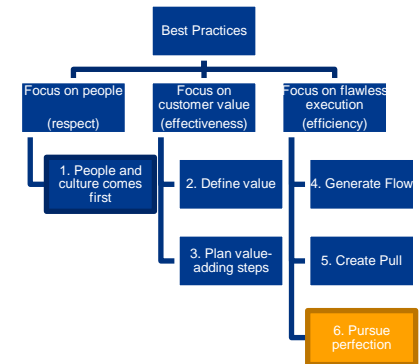 Best Practices
Focus on people
(respect)
Focus on
customer value
(effectiveness)
Focus on flawless
execution
(efficiency)
1. People and
culture comes
first
2. Define value
3. Plan value-
adding steps
4. Generate Flow
5. Create Pull
6. Pursue
perfection